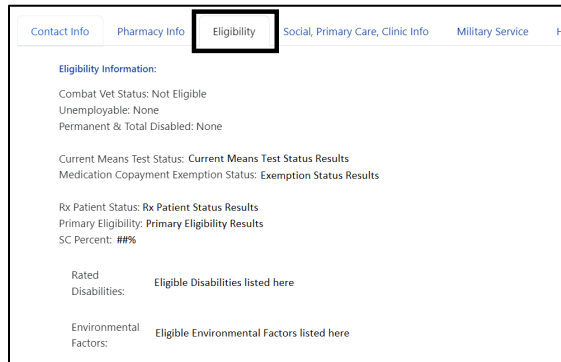 Contact Info Pharmacy Info Eligibility Social, Primary Care, Clinic Info Military Service H
Eligibility Information:
Combat Vet Status: Not Eligible
Unemployable: None
Permanent & Total Disabled: None
Current Means Test Status: Current Means Test Status Results
Medication Copayment Exemption Status: Exemption Status Results
Rx Patient Status: Rx Patient Status Results
Primary Eligibility: Primary Eligibility Results
SC Percent: ##%
Rated
Disabilities: Eligible Disabilities listed here
Environmental
Factors: Eligible Environmental Factors listed here